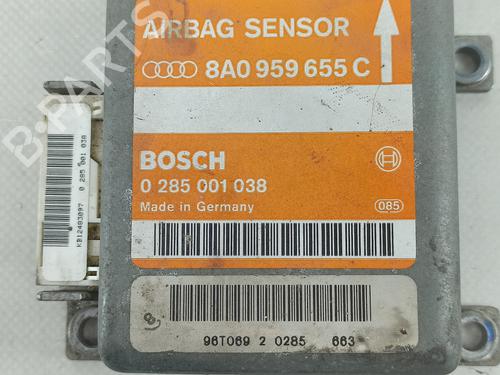 AIRBAG SENSOR
8A0 959 655 C
BOSCH
0 285 001 038
Made in Germany
085
96T069 2 0285 663
KB12483097 0 285 001 038
B-PARTS